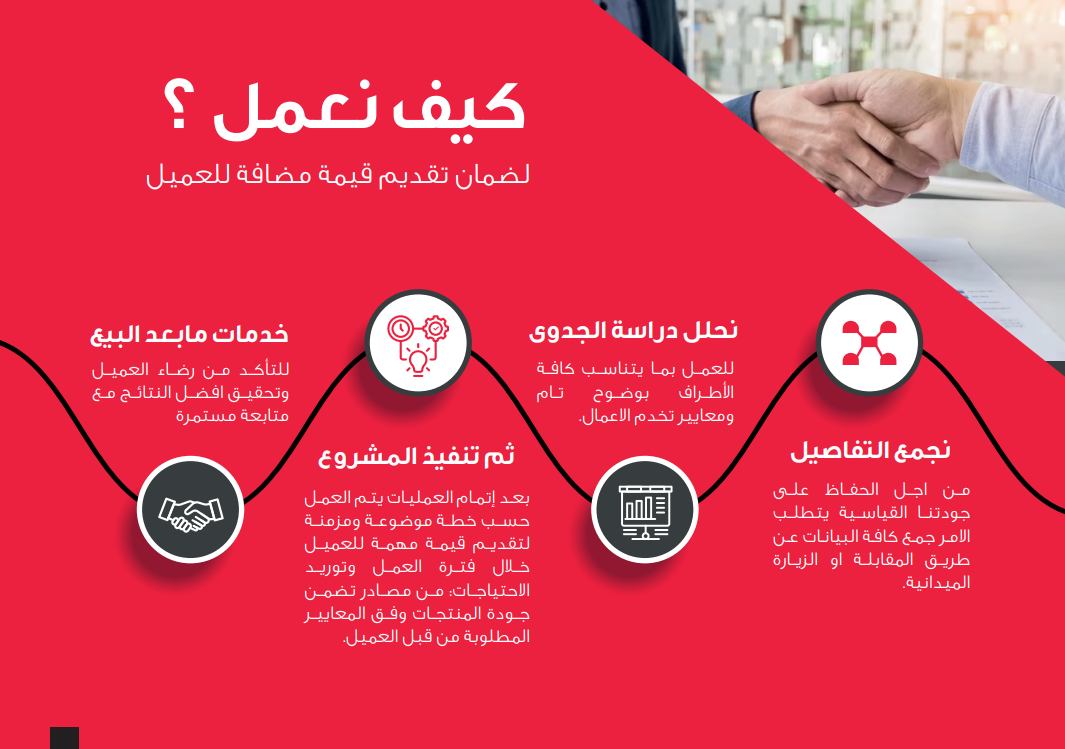 كيف نعمل ؟
لضمان تقديم قيمة مضافة للعميل
نجمع التفاصيل
من اجل الحفاظ على
جودتنا القياسية يتطلب
الامر جمع كافة البيانات عن
طريق المقابلة او الزيارة
الميدانية.
نحلل دراسة الجدوى
للعمل بما يتناسب كافة
الأطراف بوضوح تام
ومعايير تخدم الاعمال.
ثم تنفيذ المشروع
بعد إتمام العمليات يتم العمل
حسب خطة موضوعة ومزمنة
لتقديم قيمة مهمة للعميل
خلال فترة العمل وتوريد
الاحتياجات: من مصادر تضمن
جودة المنتجات وفق المعايير
المطلوبة من قبل العميل.
خدمات مابعد البيع
للتأكد من رضاء العميل
وتحقيق افضل النتائج مع
متابعة مستمرة